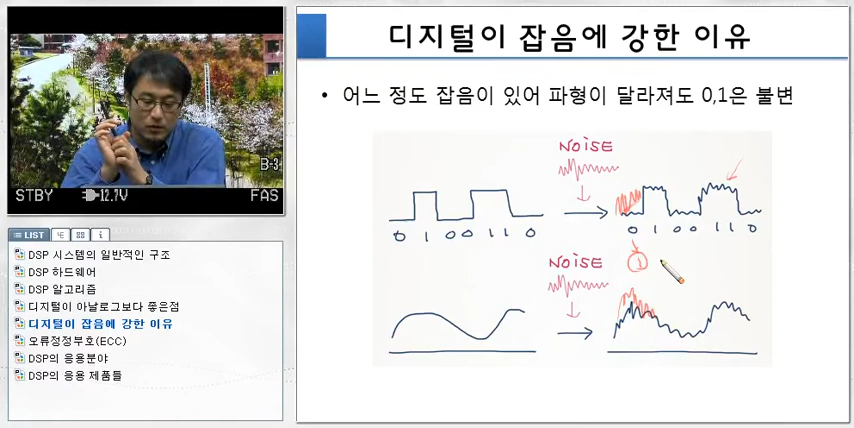 디지털이 잡음에 강한 이유
• 어느 정도 잡음이 있어 파형이 달라져도 0,1은 불변
NOISE
0 1 0 0 1 1 0
0 1 0 0 1 1 0
1
NOISE
B-3
STBY 12.7V FAS
LIST
i
DSP 시스템의 일반적인 구조
DSP 하드웨어
DSP 알고리즘
디지털이 아날로그보다 좋은점
디지털이 잡음에 강한 이유
오류정정부호(ECC)
DSP의 응용분야
DSP의 응용 제품들